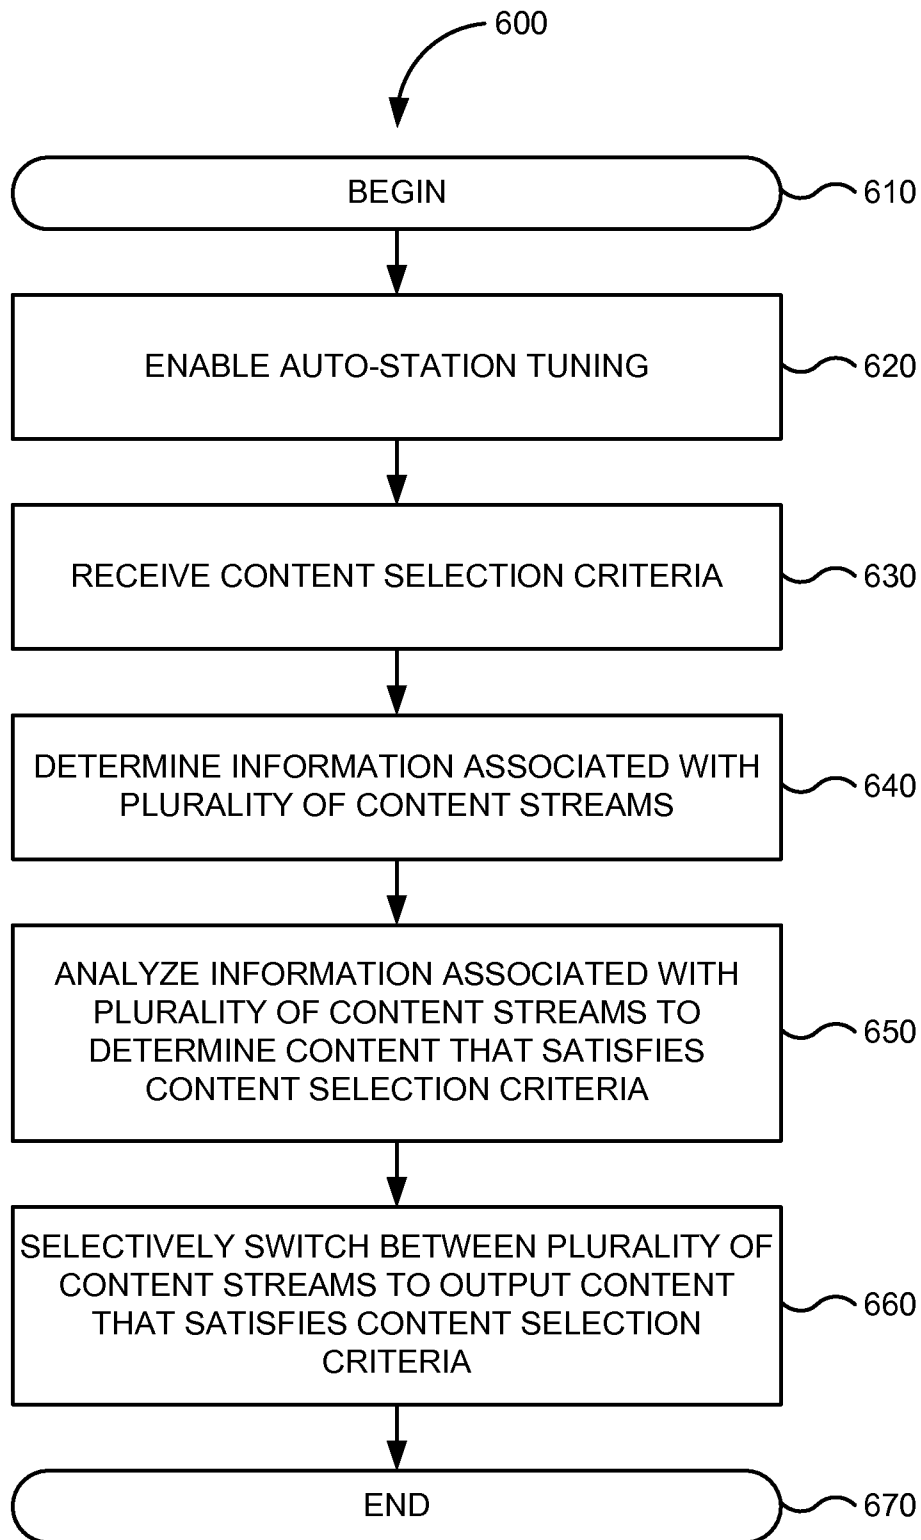 600
BEGIN
610
ENABLE AUTO-STATION TUNING
620
RECEIVE CONTENT SELECTION CRITERIA
630
DETERMINE INFORMATION ASSOCIATED WITH
PLURALITY OF CONTENT STREAMS
640
ANALYZE INFORMATION ASSOCIATED WITH
PLURALITY OF CONTENT STREAMS TO
DETERMINE CONTENT THAT SATISFIES
CONTENT SELECTION CRITERIA
650
SELECTIVELY SWITCH BETWEEN PLURALITY OF
CONTENT STREAMS TO OUTPUT CONTENT
THAT SATISFIES CONTENT SELECTION
CRITERIA
660
END
670